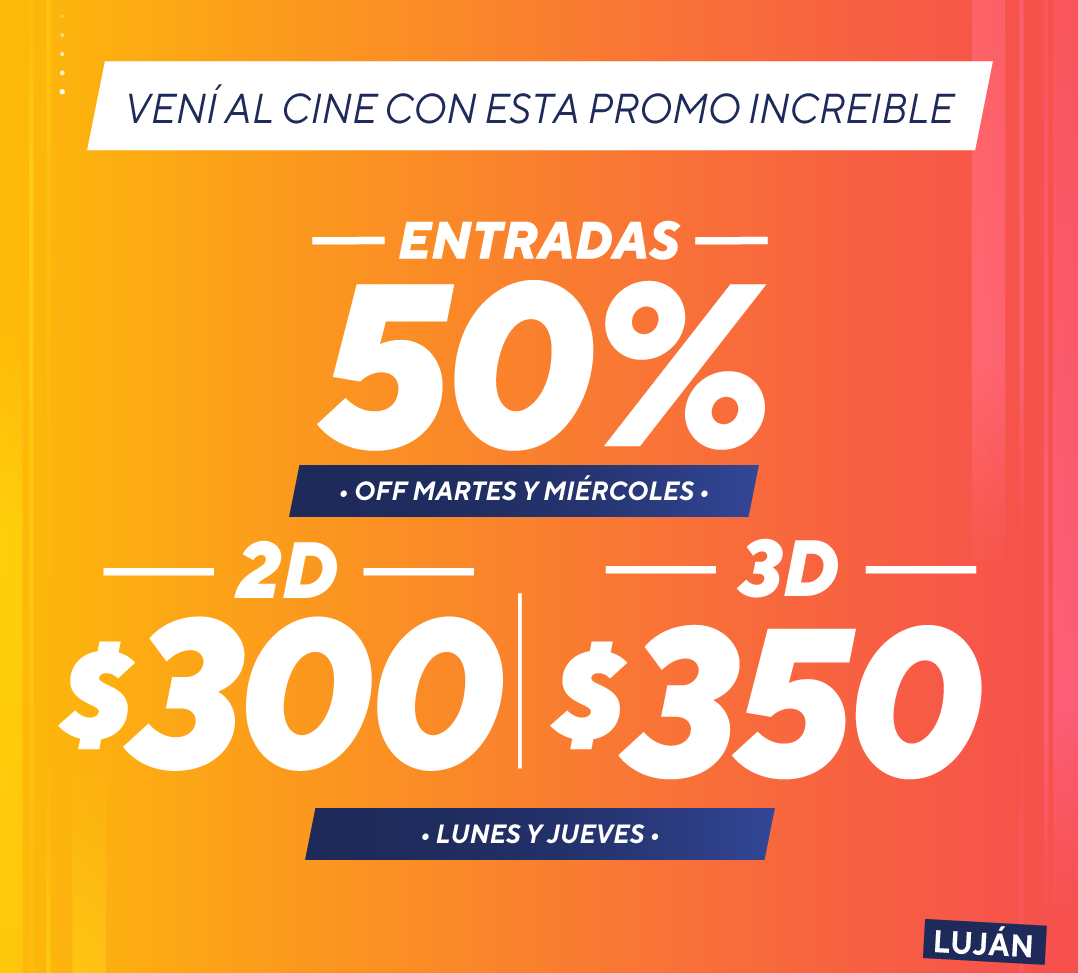 VENÍ AL CINE CON ESTA PROMO INCREIBLE
ENTRADAS
50%
• OFF MARTES Y MIÉRCOLES •
2D
$300
3D
$350
• LUNES Y JUEVES •
LUJÁN